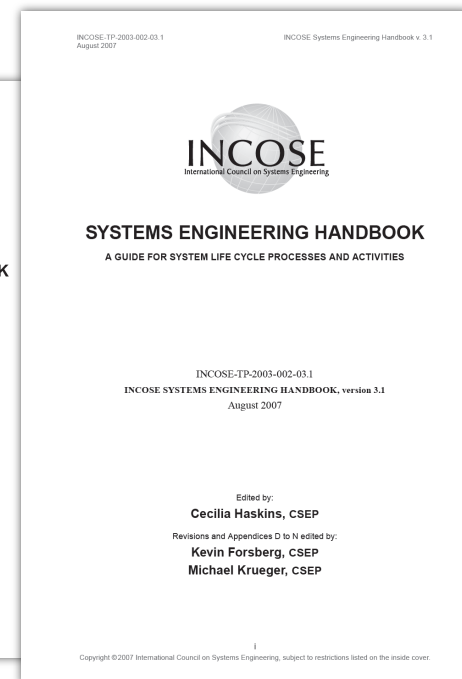 INCOSE-TP-2003-002-03.1
August 2007
INCOSE Systems Engineering Handbook v. 3.1
INCOSE
International Council on Systems Engineering
SYSTEMS ENGINEERING HANDBOOK
A GUIDE FOR SYSTEM LIFE CYCLE PROCESSES AND ACTIVITIES
K
INCOSE-TP-2003-002-03.1
INCOSE SYSTEMS ENGINEERING HANDBOOK, version 3.1
August 2007
Edited by:
Cecilia Haskins, CSEP
Revisions and Appendices D to N edited by:
Kevin Forsberg, CSEP
Michael Krueger, CSEP
i
Copyright ©2007 International Council on Systems Engineering, subject to restrictions listed on the inside cover.